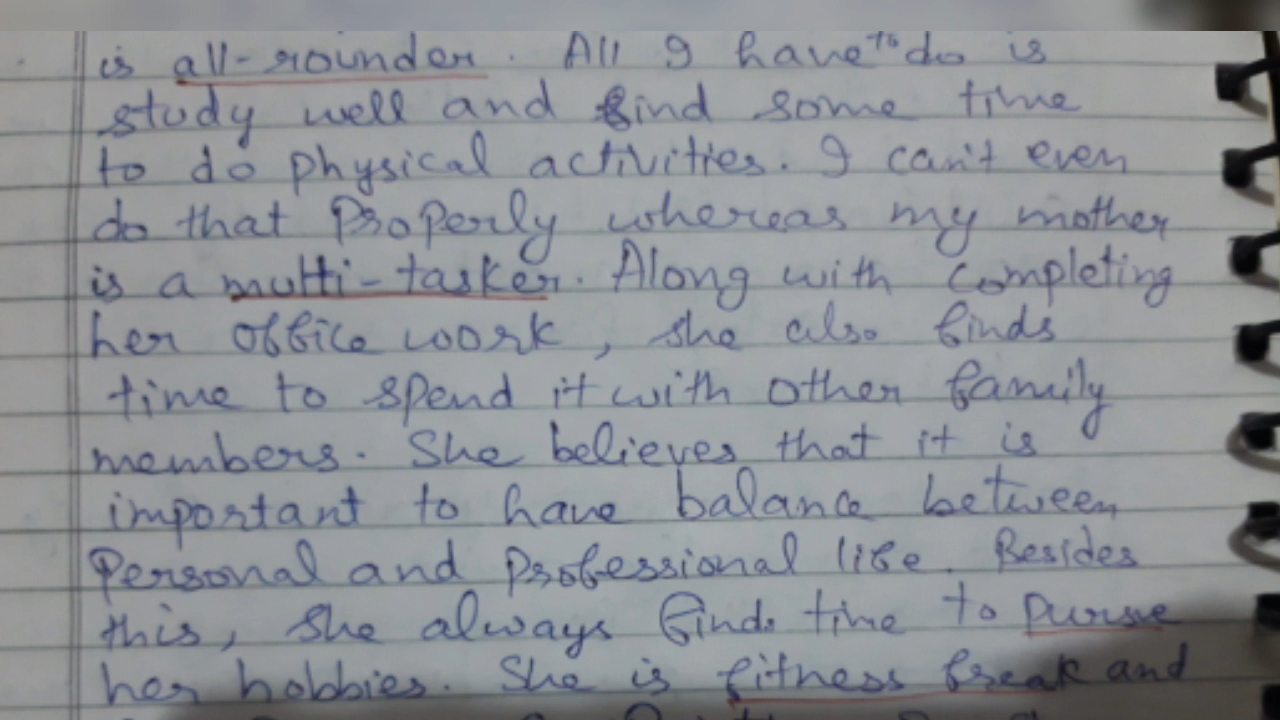 is all-rounder. All I have to do is
study well and find some time
to do physical activities. I can't even
do that Properly whereas my mother
is a multi-tasker. Along with completing
her office work, she also finds
time to spend it with other family
members. She believes that it is
important to have balance between
Personal and Professional life. Besides
this, she always finds time to pursue
her hobbies. She is fitness freak and